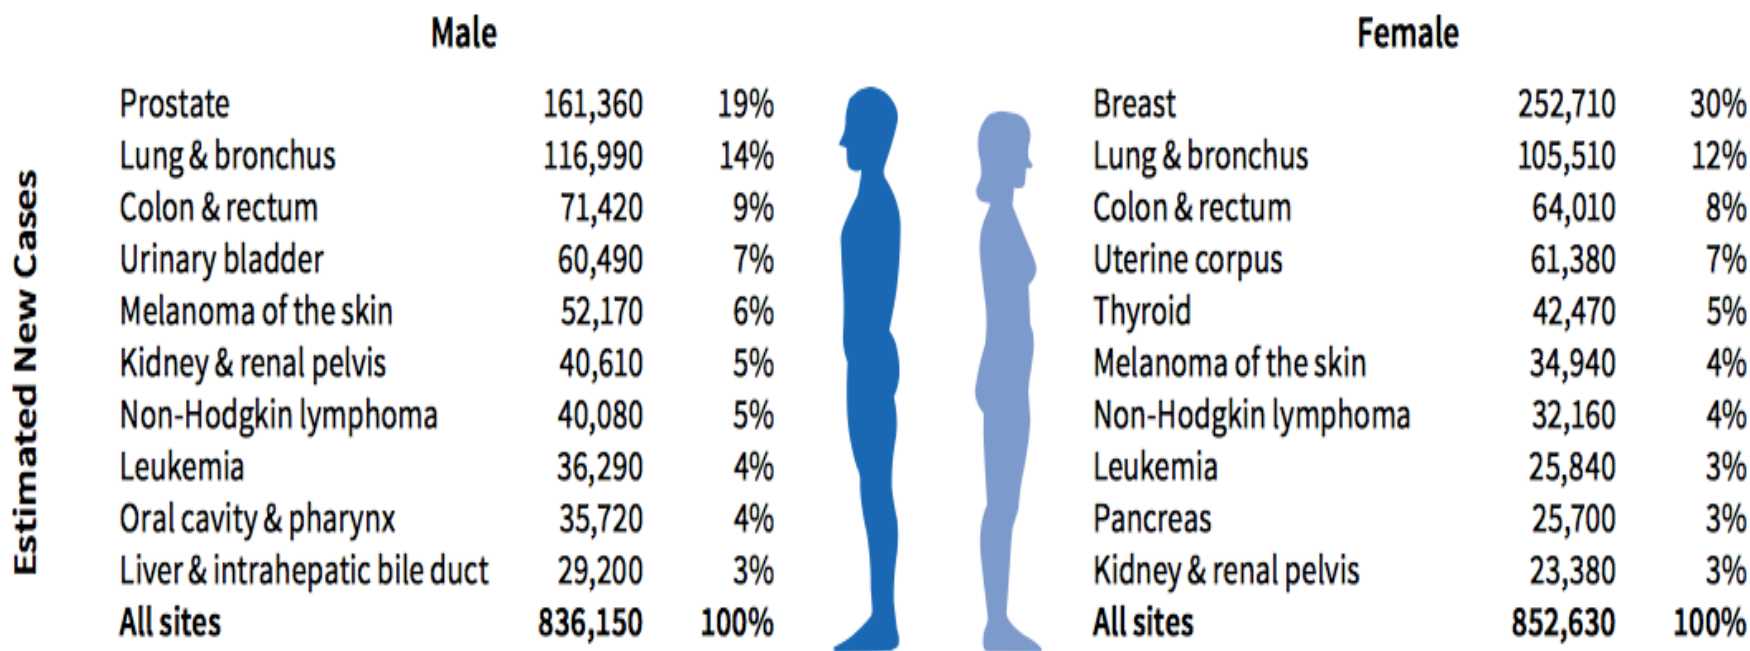 Male
Female
Estimated New Cases
Prostate 161,360 19%
Lung & bronchus 116,990 14%
Colon & rectum 71,420 9%
Urinary bladder 60,490 7%
Melanoma of the skin 52,170 6%
Kidney & renal pelvis 40,610 5%
Non-Hodgkin lymphoma 40,080 5%
Leukemia 36,290 4%
Oral cavity & pharynx 35,720 4%
Liver & intrahepatic bile duct 29,200 3%
All sites 836,150 100%
Breast 252,710 30%
Lung & bronchus 105,510 12%
Colon & rectum 64,010 8%
Uterine corpus 61,380 7%
Thyroid 42,470 5%
Melanoma of the skin 34,940 4%
Non-Hodgkin lymphoma 32,160 4%
Leukemia 25,840 3%
Pancreas 25,700 3%
Kidney & renal pelvis 23,380 3%
All sites 852,630 100%